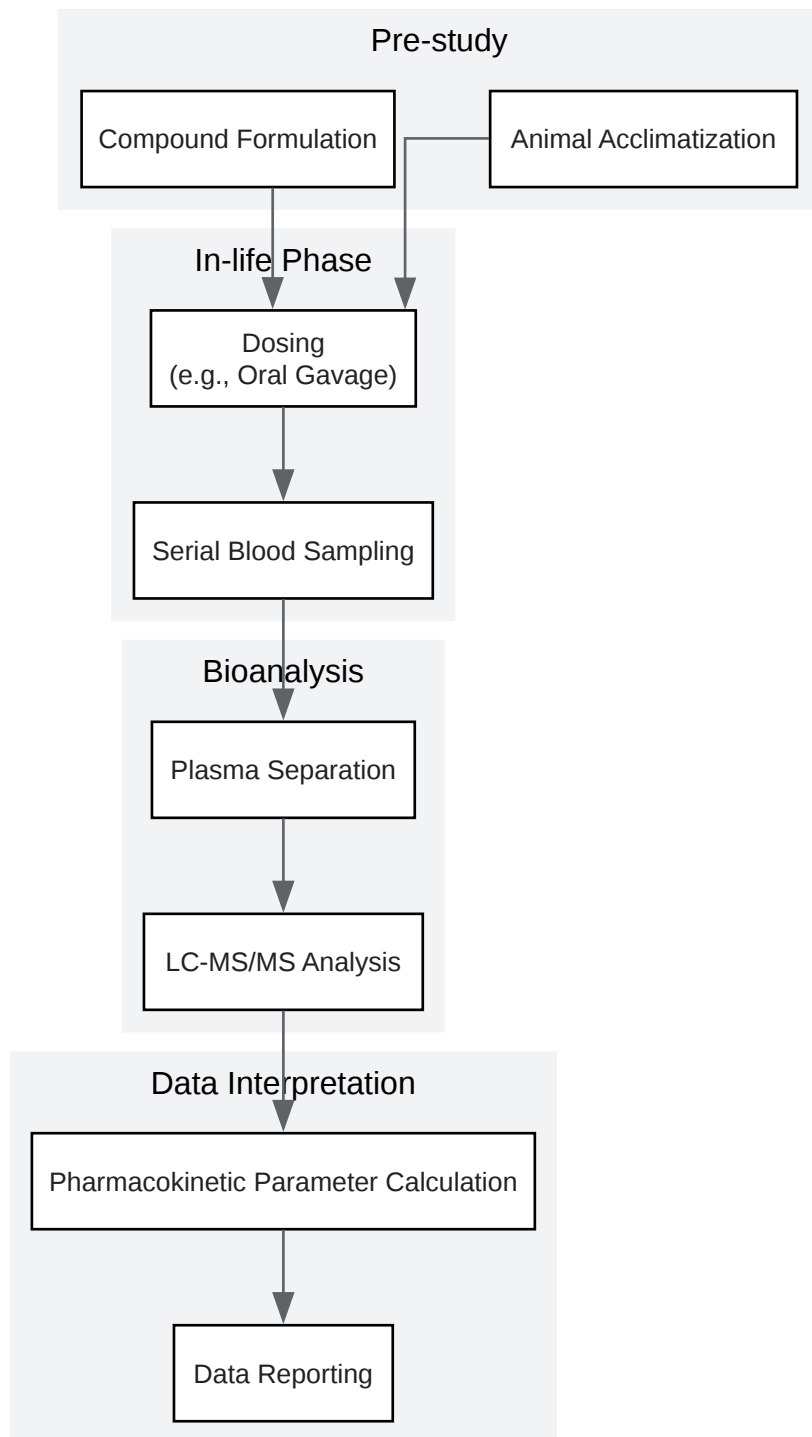 Pre-study
Compound Formulation
Animal Acclimatization
In-life Phase
Dosing
(e.g., Oral Gavage)
Serial Blood Sampling
Bioanalysis
Plasma Separation
LC-MS/MS Analysis
Data Interpretation
Pharmacokinetic Parameter Calculation
Data Reporting